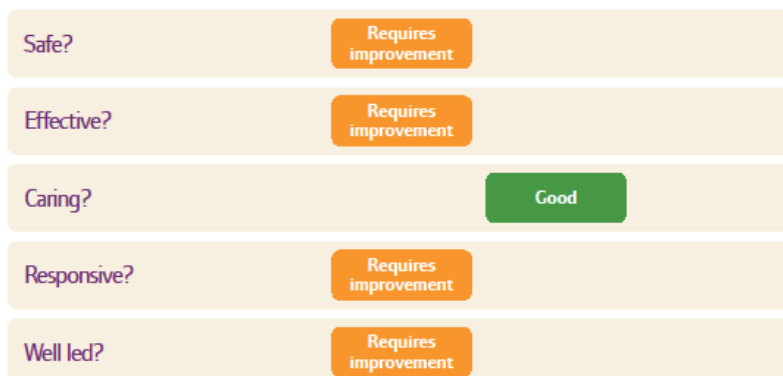 Safe?
Requires
improvement
Effective?
Requires
improvement
Caring?
Good
Responsive?
Requires
improvement
Well led?
Requires
improvement